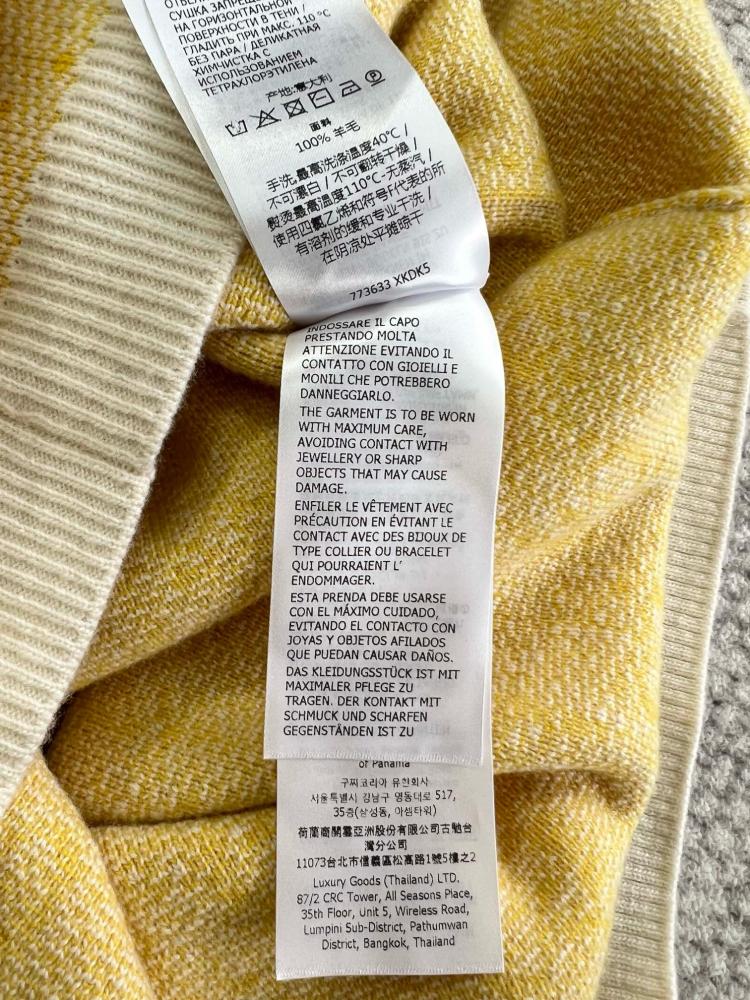 СУШКА ЗАПРЕЩ
НА ГОРИЗОНТАЛЬНОЙ
ПОВЕРХНОСТИ В ТЕНИ /
ГЛАДИТЬ ПРИ МАКС. 110 °C
БЕЗ ПАРА / ДЕЛИКАТНАЯ
ХИМЧИСТКА С
ИСПОЛЬЗОВАНИЕМ
ТЕТРАХЛОРЭТИЛЕНА
产地:意大利
面料
100% 羊毛
手洗,最高洗涤温度40°C /
不可漂白 / 不可翻转干燥 /
熨烫最高温度110°C-无蒸汽 /
使用四氯乙烯和符号F代表的所
有溶剂的缓和专业干洗 /
在阴凉处平摊晾干
773633 XKDK5
INDOSSARE IL CAPO
PRESTANDO MOLTA
ATTENZIONE EVITANDO IL
CONTATTO CON GIOIELLI E
MONILI CHE POTREBBERO
DANNEGGIARLO.
THE GARMENT IS TO BE WORN
WITH MAXIMUM CARE,
AVOIDING CONTACT WITH
JEWELLERY OR SHARP
OBJECTS THAT MAY CAUSE
DAMAGE.
ENFILER LE VÊTEMENT AVEC
PRÉCAUTION EN ÉVITANT LE
CONTACT AVEC DES BIJOUX DE
TYPE COLLIER OU BRACELET
QUI POURRAIENT L'
ENDOMMAGER.
ESTA PRENDA DEBE USARSE
CON EL MÁXIMO CUIDADO,
EVITANDO EL CONTACTO CON
JOYAS Y OBJETOS AFILADOS
QUE PUEDAN CAUSAR DAÑOS.
DAS KLEIDUNGSSTÜCK IST MIT
MAXIMALER PFLEGE ZU
TRAGEN. DER KONTAKT MIT
SCHMUCK UND SCHARFEN
GEGENSTÄNDEN IST ZU
of Panama
구찌코리아 유한회사
서울특별시 강남구 영동대로 517,
35층(삼성동, 아셈타워)
荷蘭商開雲亞洲股份有限公司古馳台
灣分公司
11073台北市信義區松高路1號5樓之2
Luxury Goods (Thailand) LTD.
87/2 CRC Tower, All Seasons Place,
35th Floor, Unit 5, Wireless Road,
Lumpini Sub-District, Pathumwan
District, Bangkok, Thailand